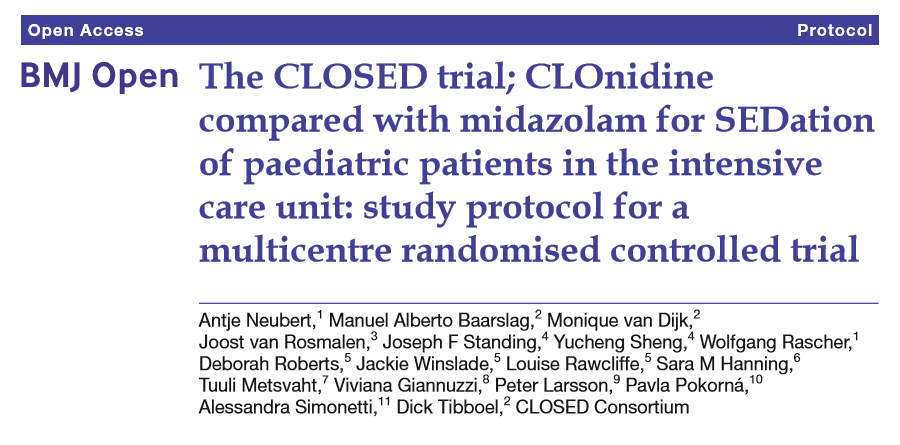 Open Access Protocol
BMJ Open The CLOSED trial; CLOnidine
compared with midazolam for SEDation
of paediatric patients in the intensive
care unit: study protocol for a
multicentre randomised controlled trial
Antje Neubert,1 Manuel Alberto Baarslag,2 Monique van Dijk,2
Joost van Rosmalen,3 Joseph F Standing,4 Yucheng Sheng,4 Wolfgang Rascher,1
Deborah Roberts,5 Jackie Winslade,5 Louise Rawcliffe,5 Sara M Hanning,6
Tuuli Metsvaht,7 Viviana Giannuzzi,8 Peter Larsson,9 Pavla Pokorná,10
Alessandra Simonetti,11 Dick Tibboel,2 CLOSED Consortium